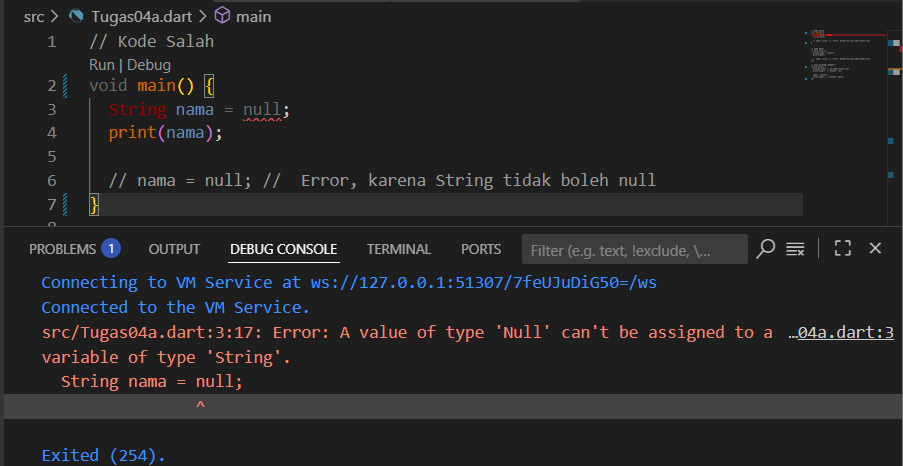 src > Tugas04a.dart > main
1 // Kode Salah
Run | Debug
2 void main() {
3 String nama = null;
4 print(nama);
5
6 // nama = null; // Error, karena String tidak boleh null
7 }
PROBLEMS 1 OUTPUT DEBUG CONSOLE TERMINAL PORTS Filter (e.g. text, !exclude, \...
Connecting to VM Service at ws://127.0.0.1:51307/7feUJuDiG50=/ws
Connected to the VM Service.
src/Tugas04a.dart:3:17: Error: A value of type 'Null' can't be assigned to a …04a.dart:3
variable of type 'String'.
String nama = null;
^
Exited (254).